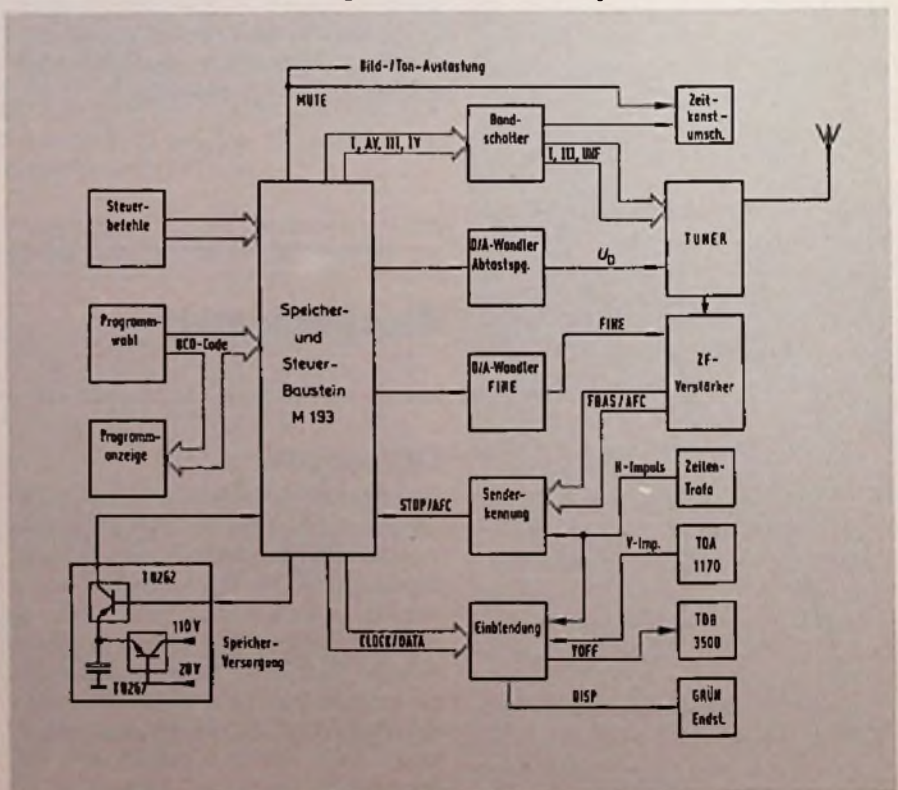 Bild-/Ton-Austastung
MUTE
Zeit-
konst-
umsch.
Band-
schalter
I, AV, III, IV
I, III, UHF
Steuer-
befehle
TUNER
D/A-Wandler
Abtastspg.
U_D
Speicher-
und
Steuer-
Baustein
M 193
Programm-
wahl
BCD-Code
FINE
ZF-
Verstärker
D/A-Wandler
FINE
FBAS/AFC
Programm-
anzeige
H-Impuls
Zeilen-
Trafo
Sender-
kennung
STOP/AFC
V-Imp.
TDA
1170
TU262
110V
28V
TU267
Speicher-
Versorgung
CLOCK/DATA
Einblendung
YOFF
TDB
3500
DISP
GRÜN
Endst.